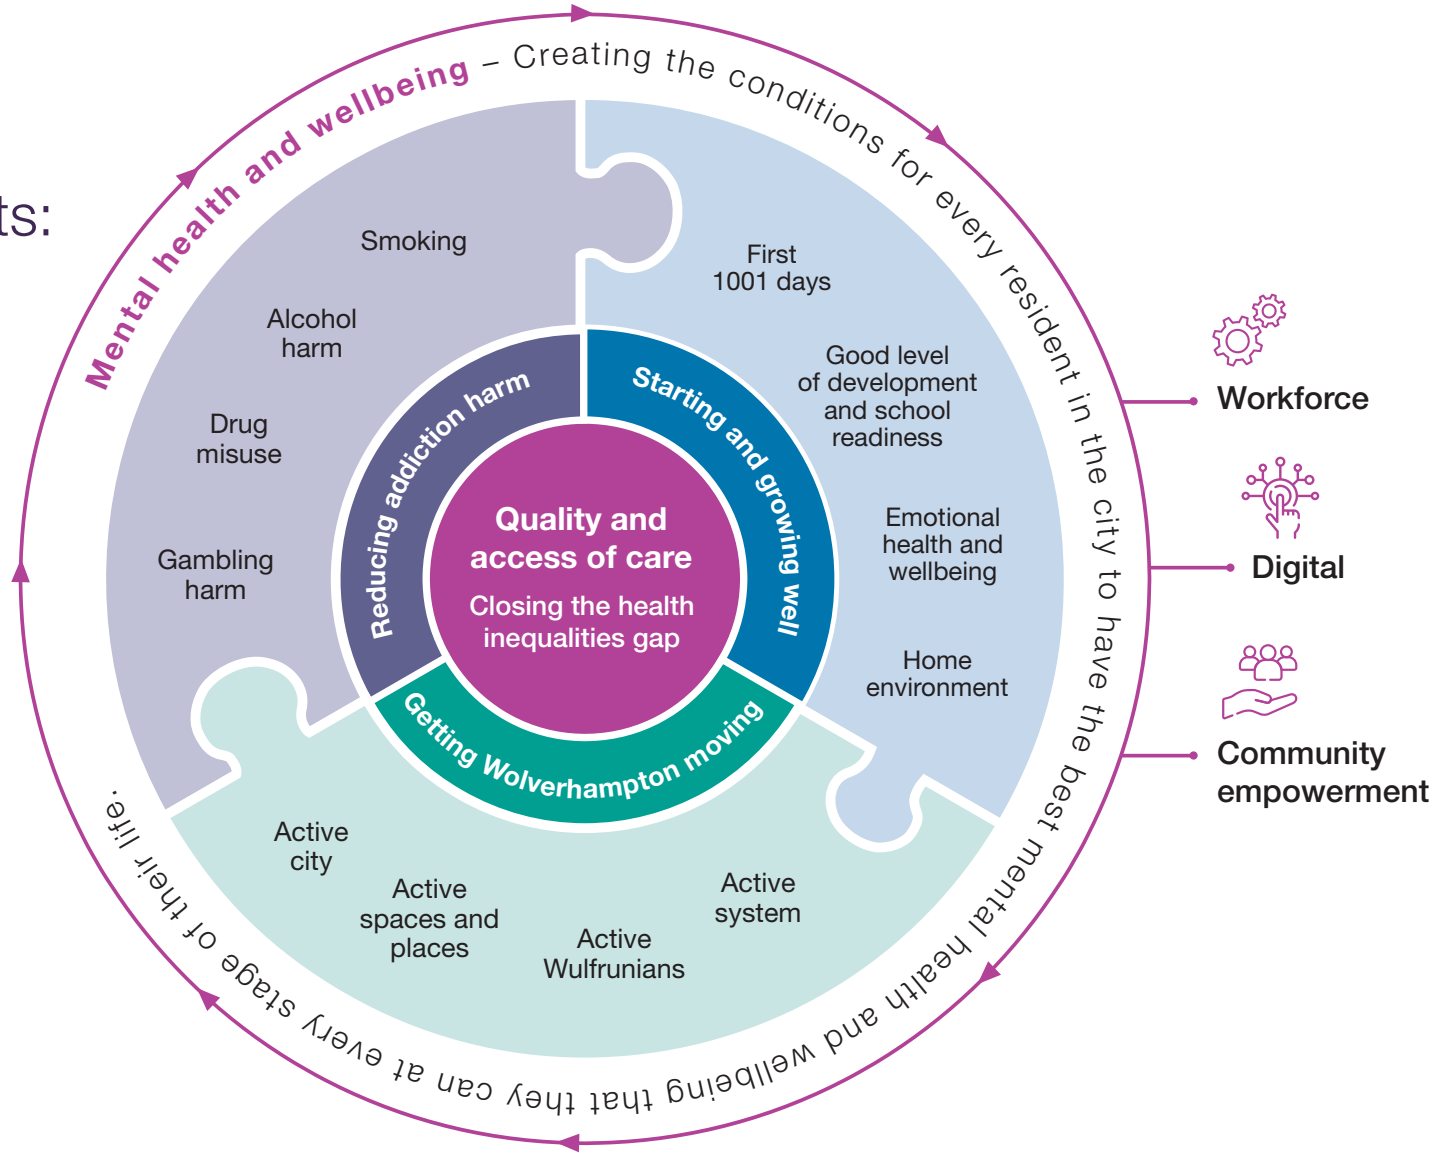 ts:
Mental health and wellbeing – Creating the conditions for every resident in the city to have the best mental health and wellbeing that they can at every stage of their life.
Smoking
Alcohol
harm
Drug
misuse
Gambling
harm
First
1001 days
Good level
of development
and school
readiness
Emotional
health and
wellbeing
Home
environment
Reducing addiction harm
Starting and growing well
Getting Wolverhampton moving
Quality and
access of care
Closing the health
inequalities gap
Active
city
Active
spaces and
places
Active
Wulfrunians
Active
system
Workforce
Digital
Community
empowerment